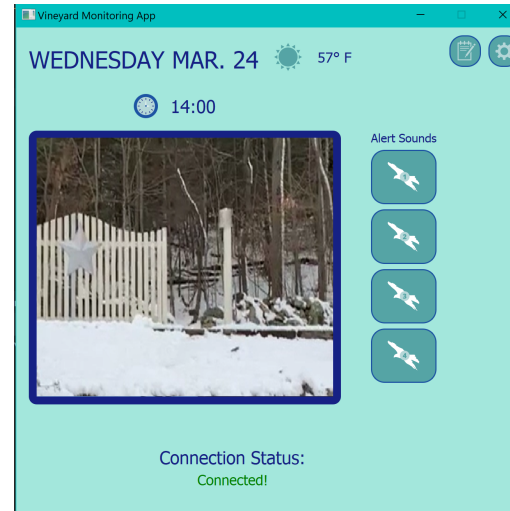 Vineyard Monitoring App
WEDNESDAY MAR. 24
57° F
14:00
Alert Sounds
Connection Status:
Connected!